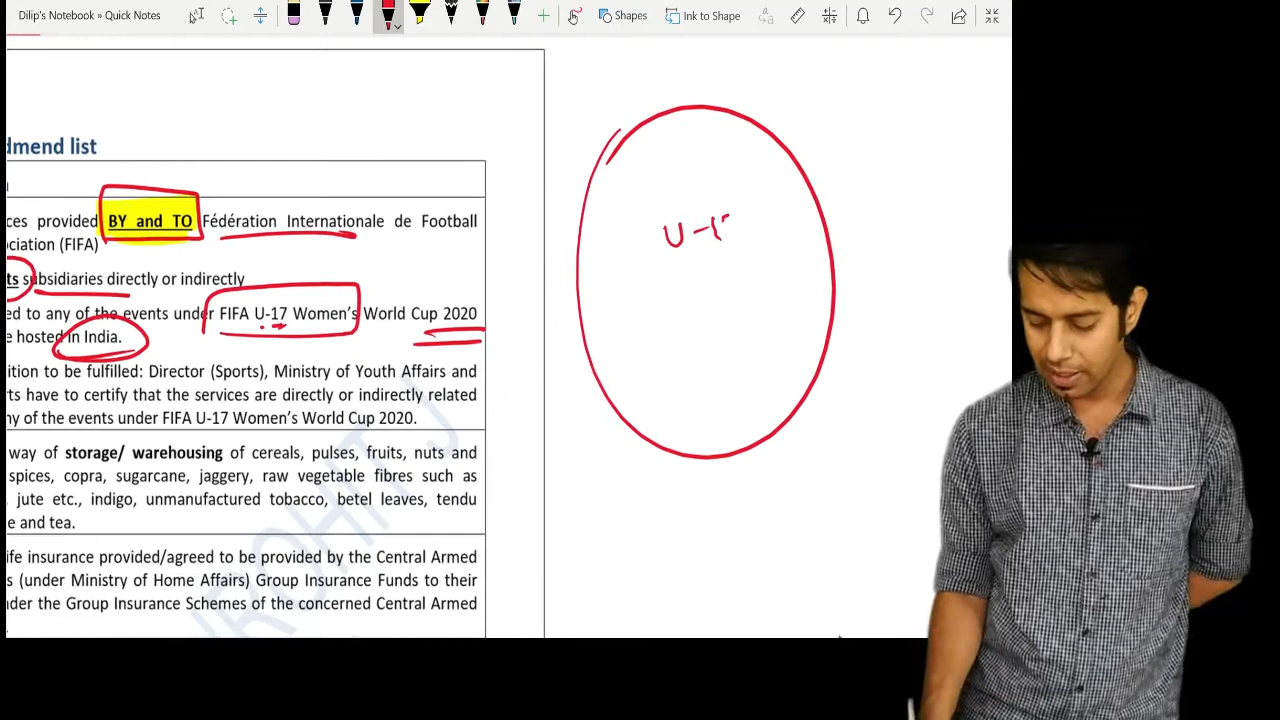 Dilip's Notebook » Quick Notes
Shapes
Ink to Shape
dmend list
n
ces provided BY and TO Fédération Internationale de Football
ociation (FIFA)
ts subsidiaries directly or indirectly
ed to any of the events under FIFA U-17 Women's World Cup 2020
e hosted in India.
ition to be fulfilled: Director (Sports), Ministry of Youth Affairs and
rts have to certify that the services are directly or indirectly related
ny of the events under FIFA U-17 Women's World Cup 2020.
way of storage/ warehousing of cereals, pulses, fruits, nuts and
spices, copra, sugarcane, jaggery, raw vegetable fibres such as
, jute etc., indigo, unmanufactured tobacco, betel leaves, tendu
e and tea.
ife insurance provided/agreed to be provided by the Central Armed
s (under Ministry of Home Affairs) Group Insurance Funds to their
nder the Group Insurance Schemes of the concerned Central Armed
ROHIT J